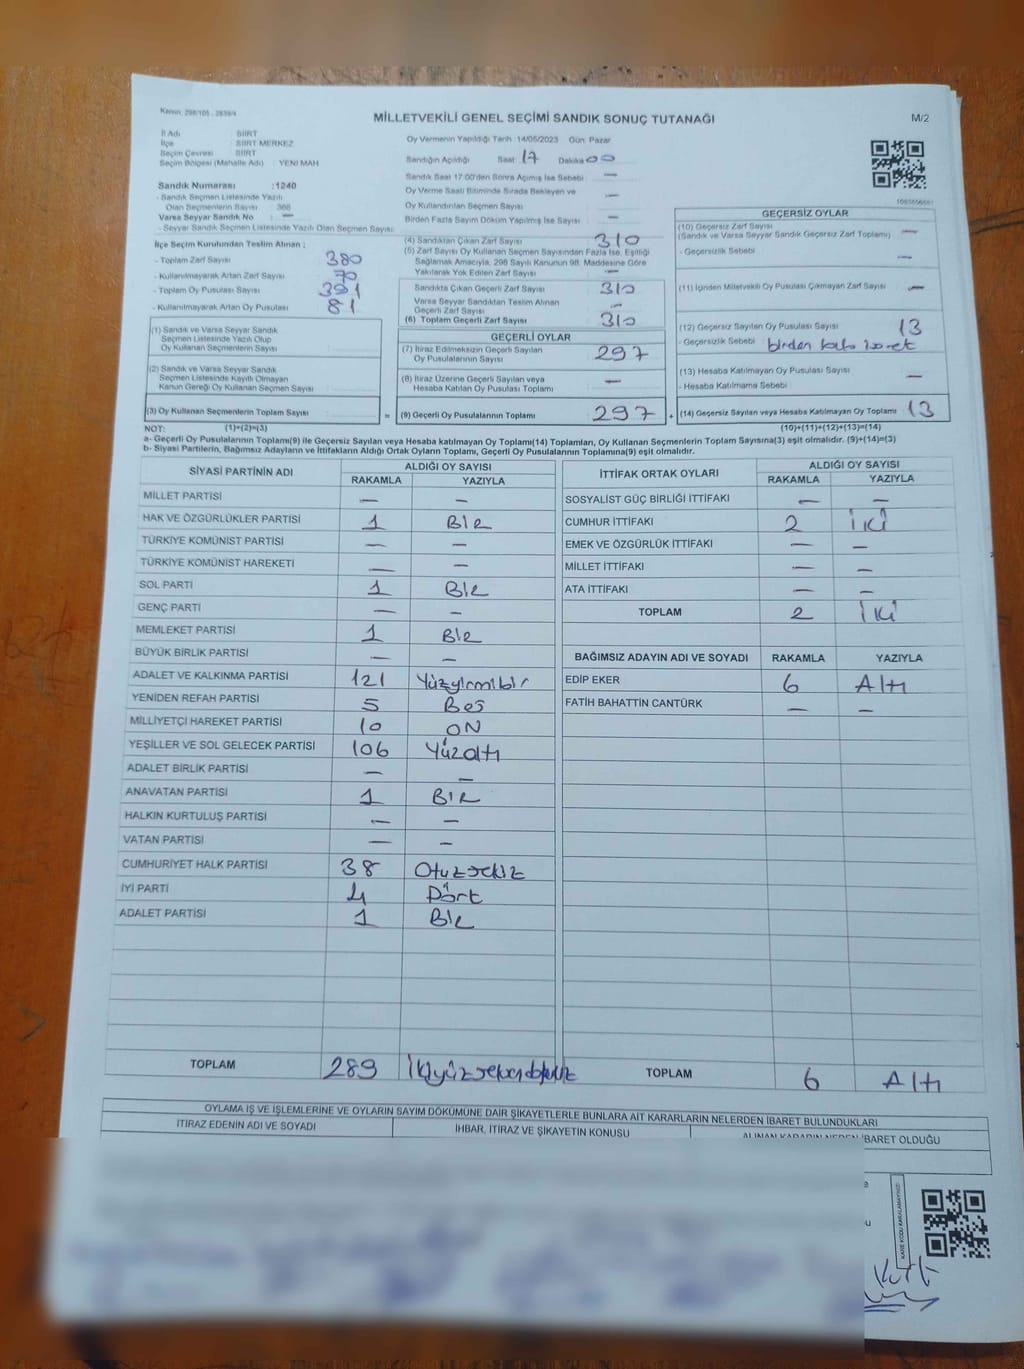 Kanun, 298/105 - 2839/4
MİLLETVEKİLİ GENEL SEÇİMİ SANDIK SONUÇ TUTANAĞI
M/2
İl Adı : SİİRT
İlçe : SİİRT MERKEZ
Seçim Çevresi : SİİRT
Seçim Bölgesi (Mahalle Adı) : YENİ MAH
Sandık Numarası :1240
- Sandık Seçmen Listesinde Yazılı
Olan Seçmenlerin Sayısı : 368
Varsa Seyyar Sandık No : —
- Seyyar Sandık Seçmen Listesinde Yazılı Olan Seçmen Sayısı:
İlçe Seçim Kurulundan Teslim Alınan ;
- Toplam Zarf Sayısı 380
- Kullanılmayarak Artan Zarf Sayısı 70
- Toplam Oy Pusulası Sayısı 391
- Kullanılmayarak Artan Oy Pusulası 81
(1) Sandık ve Varsa Seyyar Sandık
Seçmen Listesinde Yazılı Olup
Oy Kullanan Seçmenlerin Sayısı :
(2) Sandık ve Varsa Seyyar Sandık
Seçmen Listesinde Kayıtlı Olmayan
Kanun Gereği Oy Kullanan Seçmen Sayısı :
(3) Oy Kullanan Seçmenlerin Toplam Sayısı : =
Oy Vermenin Yapıldığı Tarih :14/05/2023 Gün: Pazar
Sandığın Açıldığı Saat: 17 Dakika 00
Sandık Saat 17.00'den Sonra Açılmış İse Sebebi : —
Oy Verme Saati Bitiminde Sırada Bekleyen ve
Oy Kullandırılan Seçmen Sayısı : —
Birden Fazla Sayım Döküm Yapılmış İse Sayısı : —
(4) Sandıktan Çıkan Zarf Sayısı 310
(5) Zarf Sayısı Oy Kullanan Seçmen Sayısından Fazla İse, Eşitliği
Sağlamak Amacıyla, 298 Sayılı Kanunun 98. Maddesine Göre
Yakılarak Yok Edilen Zarf Sayısı —
Sandıkta Çıkan Geçerli Zarf Sayısı : 310
Varsa Seyyar Sandıktan Teslim Alınan
Geçerli Zarf Sayısı : —
(6) Toplam Geçerli Zarf Sayısı : 310
GEÇERLİ OYLAR
(7) İtiraz Edilmeksizin Geçerli Sayılan
Oy Pusulalarının Sayısı : 297
(8) İtiraz Üzerine Geçerli Sayılan veya
Hesaba Katılan Oy Pusulası Toplamı : —
(9) Geçerli Oy Pusulalarının Toplamı : 297 +
GEÇERSİZ OYLAR
(10) Geçersiz Zarf Sayısı
(Sandık ve Varsa Seyyar Sandık Geçersiz Zarf Toplamı) : —
- Geçersizlik Sebebi : —
(11) İçinden Milletvekili Oy Pusulası Çıkmayan Zarf Sayısı : —
(12) Geçersiz Sayılan Oy Pusulası Sayısı : 13
- Geçersizlik Sebebi : birden
(13) Hesaba Katılmayan Oy Pusulası Sayısı : —
- Hesaba Katılmama Sebebi :
(14) Geçersiz Sayılan veya Hesaba Katılmayan Oy Toplamı : 13
NOT: (1)+(2)=(3) (10)+(11)+(12)+(13)=(14)
a- Geçerli Oy Pusulalarının Toplamı(9) ile Geçersiz Sayılan veya Hesaba katılmayan Oy Toplamı(14) Toplamları, Oy Kullanan Seçmenlerin Toplam Sayısına(3) eşit olmalıdır. (9)+(14)=(3)
b- Siyasi Partilerin, Bağımsız Adayların ve İttifakların Aldığı Oyların Toplamı, Geçerli Oy Pusulalarının Toplamına(9) eşit olmalıdır.
SİYASİ PARTİNİN ADI ALDIĞI OY SAYISI
RAKAMLA YAZIYLA
MİLLET PARTİSİ — —
HAK VE ÖZGÜRLÜKLER PARTİSİ 1 Bir
TÜRKİYE KOMÜNİST PARTİSİ — —
TÜRKİYE KOMÜNİST HAREKETİ — —
SOL PARTİ 1 Bir
GENÇ PARTİ — —
MEMLEKET PARTİSİ 1 Bir
BÜYÜK BİRLİK PARTİSİ — —
ADALET VE KALKINMA PARTİSİ 121 Yüzyirmibir
YENİDEN REFAH PARTİSİ 5 Beş
MİLLİYETÇİ HAREKET PARTİSİ 10 ON
YEŞİLLER VE SOL GELECEK PARTİSİ 106 Yüzaltı
ADALET BİRLİK PARTİSİ — —
ANAVATAN PARTİSİ 1 Bir
HALKIN KURTULUŞ PARTİSİ — —
VATAN PARTİSİ — —
CUMHURİYET HALK PARTİSİ 38 Otuzsekiz
İYİ PARTİ 4 Dört
ADALET PARTİSİ 1 Bir
TOPLAM 289 İkiyüzseksendokuz
İTTİFAK ORTAK OYLARI ALDIĞI OY SAYISI
RAKAMLA YAZIYLA
SOSYALİST GÜÇ BİRLİĞİ İTTİFAKI — —
CUMHUR İTTİFAKI 2 İki
EMEK VE ÖZGÜRLÜK İTTİFAKI — —
MİLLET İTTİFAKI — —
ATA İTTİFAKI — —
TOPLAM 2 İki
BAĞIMSIZ ADAYIN ADI VE SOYADI RAKAMLA YAZIYLA
EDİP EKER 6 Altı
FATİH BAHATTİN CANTÜRK — —
TOPLAM 6 Altı
OYLAMA İŞ VE İŞLEMLERİNE VE OYLARIN SAYIM DÖKÜMÜNE DAİR ŞİKAYETLERLE BUNLARA AİT KARARLARIN NELERDEN İBARET BULUNDUKLARI
İTİRAZ EDENİN ADI VE SOYADI İHBAR, İTİRAZ VE ŞİKAYETİN KONUSU ALINAN KARARIN NEDEN İBARET OLDUĞU
KARE KODU KARALAMAYINIZ!